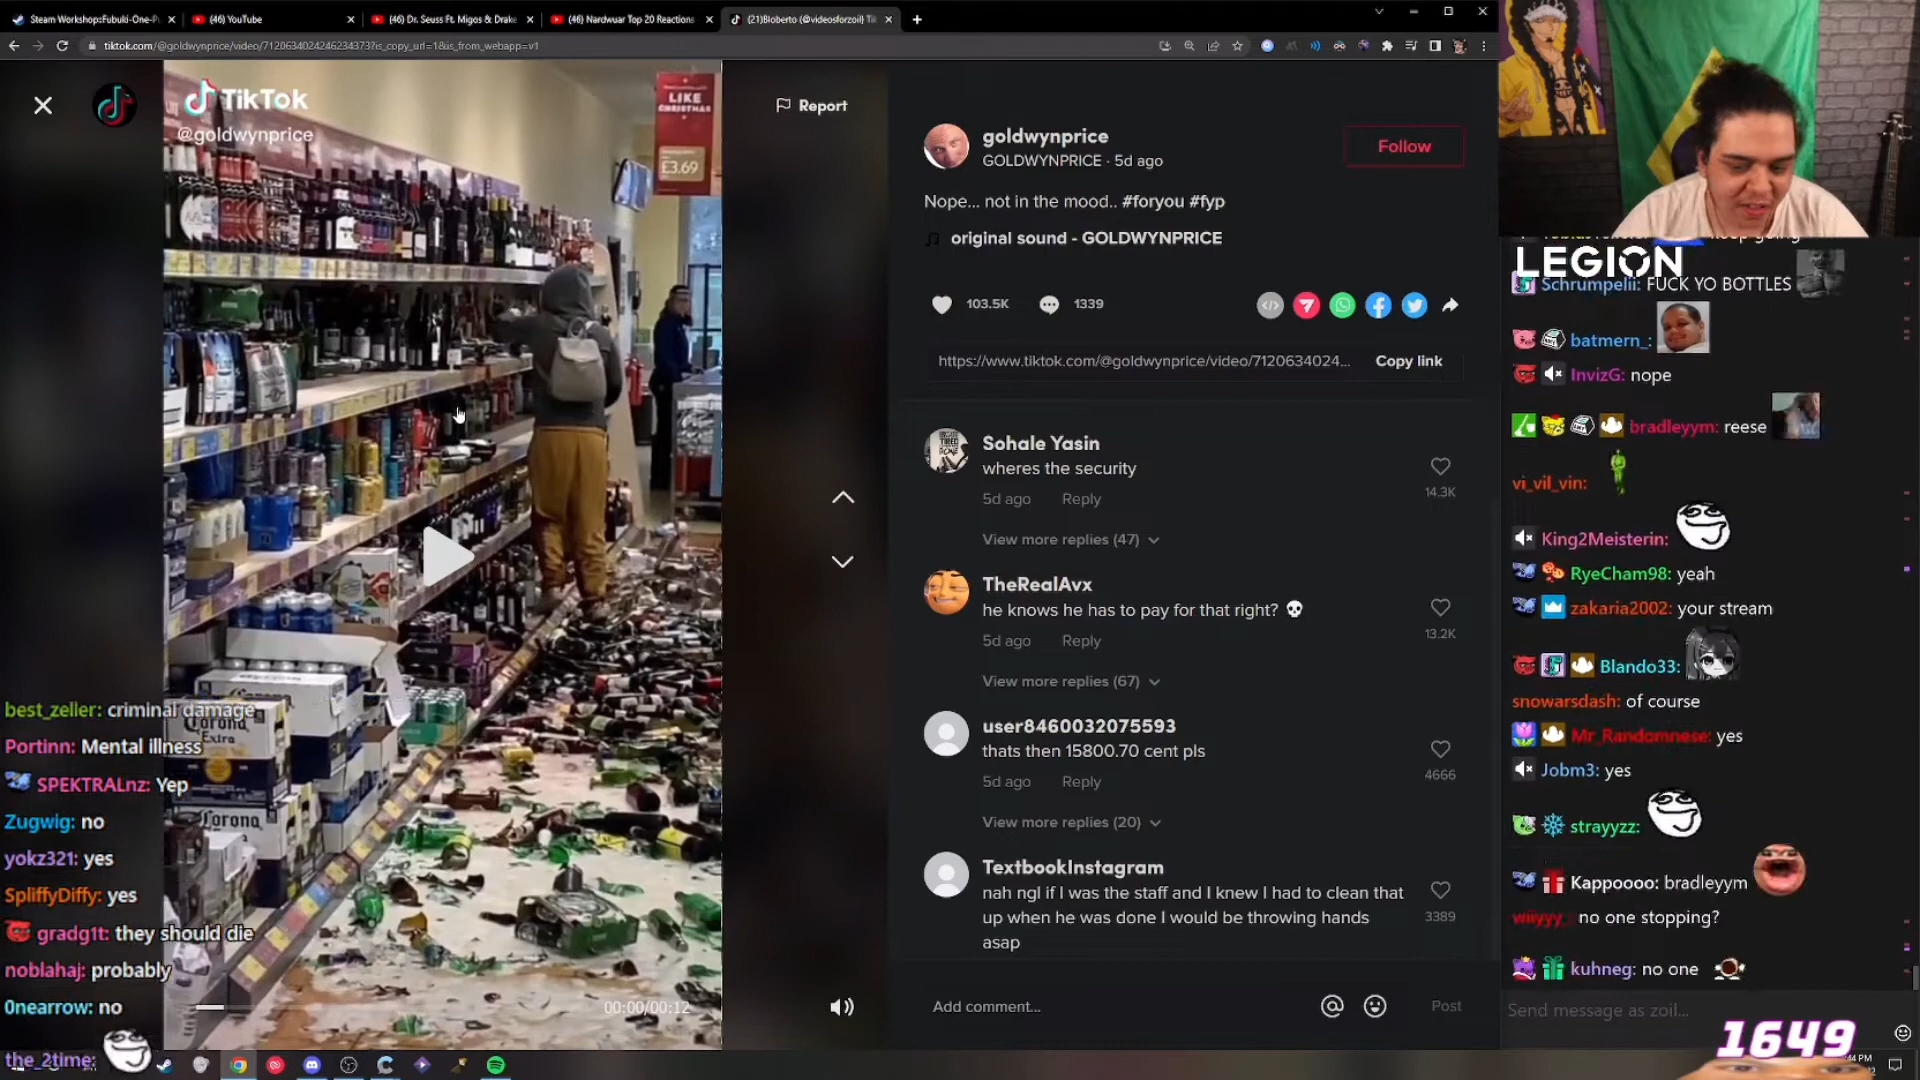 Steam Workshop:Fubuki-One-P
(46) YouTube
(46) Dr. Seuss Ft. Migos & Drake
(46) Nardwuar Top 20 Reactions
(21)Bloberto (@videosforzoil) Ti
tiktok.com/@goldwynprice/video/7120634024246234373?is_copy_url=1&is_from_webapp=v1
TikTok
@goldwynprice
LIKE
CHRISTMAS
£3.69
Report
goldwynprice
GOLDWYNPRICE · 5d ago
Follow
Nope... not in the mood.. #foryou #fyp
original sound - GOLDWYNPRICE
103.5K
1339
https://www.tiktok.com/@goldwynprice/video/7120634024...
Copy link
Sohale Yasin
wheres the security
14.3K
5d ago Reply
View more replies (47)
TheRealAvx
he knows he has to pay for that right? 💀
13.2K
5d ago Reply
View more replies (67)
user8460032075593
thats then 15800.70 cent pls
4666
5d ago Reply
View more replies (20)
TextbookInstagram
nah ngl if I was the staff and I knew I had to clean that
up when he was done I would be throwing hands
asap
3389
Add comment...
Post
00:00/00:12
Corona
Extra
Corona
best_zeller: criminal damage
Portinn: Mental illness
SPEKTRALnz: Yep
Zugwig: no
yokz321: yes
SpliffyDiffy: yes
gradg1t: they should die
noblahaj: probably
0nearrow: no
the_2time:
keep going
LEGION
Schrumpelii: FUCK YO BOTTLES
batmern_:
InvizG: nope
bradleyym: reese
vi_vil_vin:
King2Meisterin:
RyeCham98: yeah
zakaria2002: your stream
Blando33:
snowarsdash: of course
Mr_Randomnese: yes
Jobm3: yes
strayyzz:
Kappoooo: bradleyym
wiiyyy: no one stopping?
kuhneg: no one
Send message as zoil...
1649
:44 PM